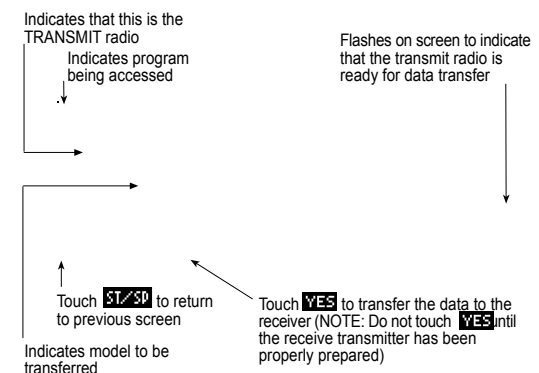 Indicates that this is the
TRANSMIT radio
Indicates program
being accessed
Flashes on screen to indicate
that the transmit radio is
ready for data transfer
Touch ST/SD to return
to previous screen
Touch YES to transfer the data to the
receiver (NOTE: Do not touch YES until
the receive transmitter has been
properly prepared)
Indicates model to be
transferred